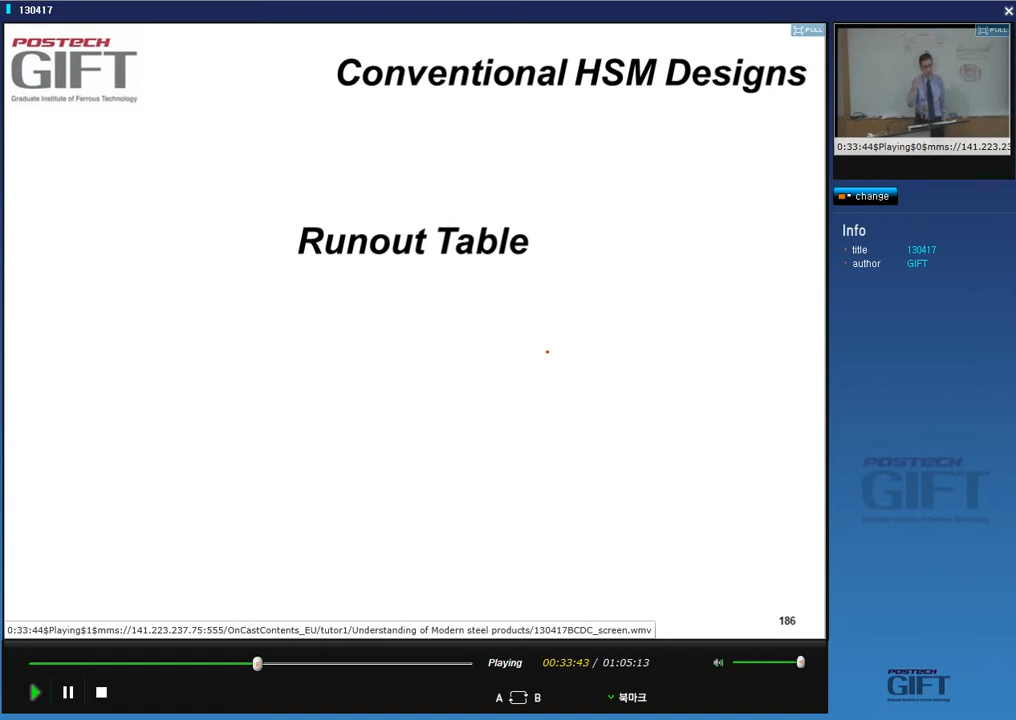 130417
POSTECH
GIFT
Graduate Institute of Ferrous Technology
FULL
Conventional HSM Designs
Runout Table
186
0:33:44$Playing$1$mms://141.223.237.75:555/OnCastContents_EU/tutor1/Understanding of Modern steel products/130417BCDC_screen.wmv
FULL
0:33:44$Playing$0$mms://141.223.23
change
Info
title 130417
author GIFT
POSTECH
GIFT
Playing 00:33:43 / 01:05:13
A B 북마크
POSTECH
GIFT